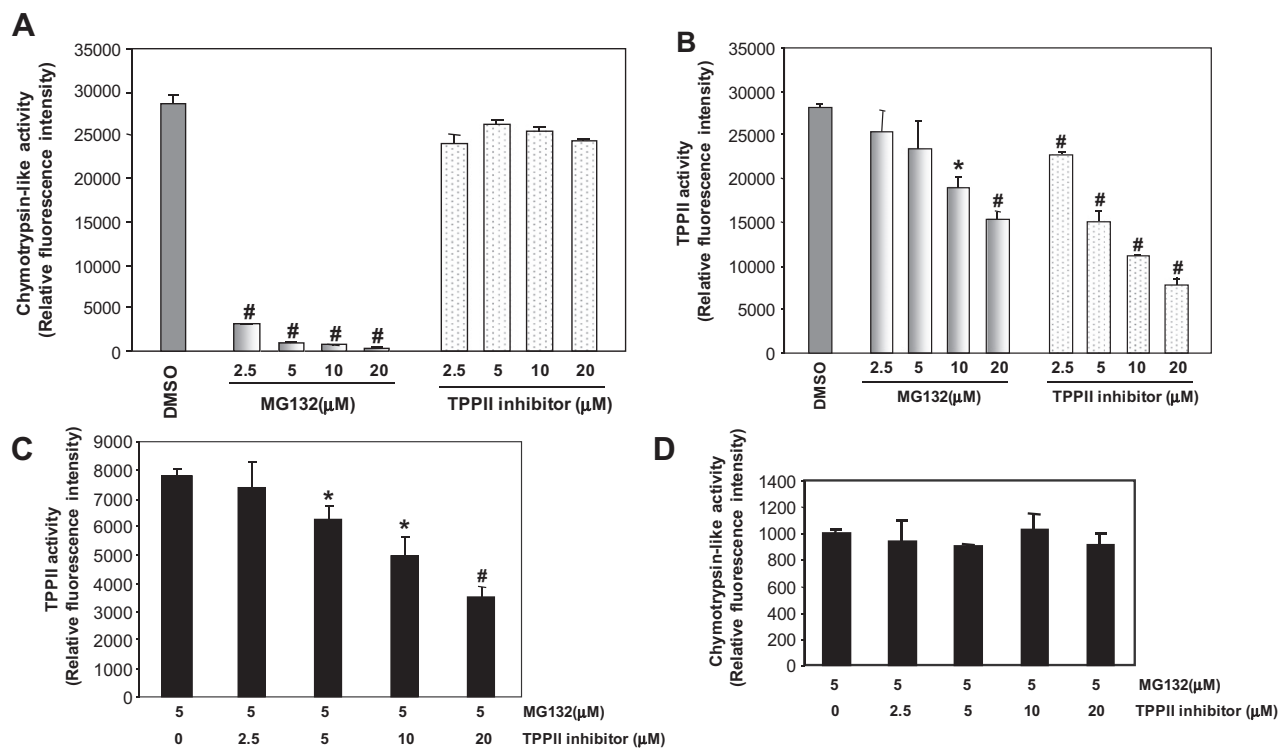 A
Chymotrypsin-like activity
(Relative fluorescence intensity)
35000
30000
25000
20000
15000
10000
5000
0
# # # #
DMSO
2.5 5 10 20
MG132(μM)
2.5 5 10 20
TPPII inhibitor (μM)
B
TPPII activity
(Relative fluorescence intensity)
35000
30000
25000
20000
15000
10000
5000
0
* # # # # #
DMSO
2.5 5 10 20
MG132(μM)
2.5 5 10 20
TPPII inhibitor (μM)
C
TPPII activity
(Relative fluorescence intensity)
9000
8000
7000
6000
5000
4000
3000
2000
1000
0
* * #
5 5 5 5 5 MG132(μM)
0 2.5 5 10 20 TPPII inhibitor (μM)
D
Chymotrypsin-like activity
(Relative fluorescence intensity)
1400
1200
1000
800
600
400
200
0
5 5 5 5 5 MG132(μM)
0 2.5 5 10 20 TPPII inhibitor (μM)